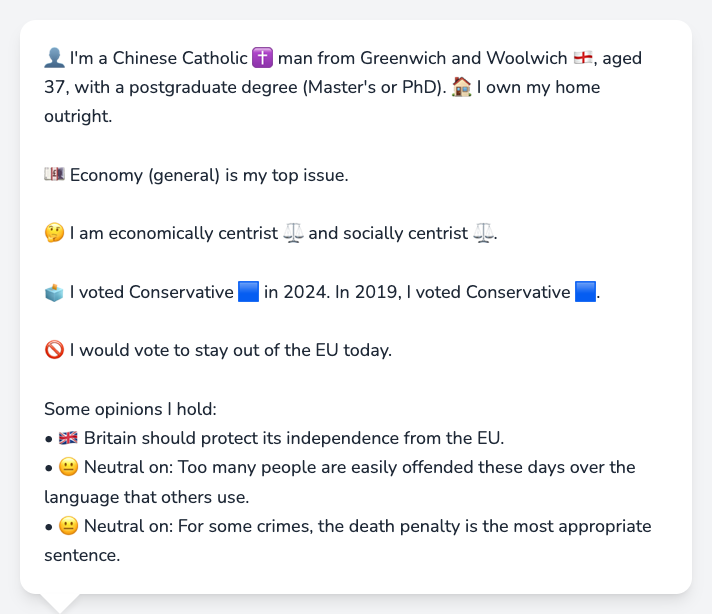 👤 I'm a Chinese Catholic ✝️ man from Greenwich and Woolwich 🏴󠁧󠁢󠁥󠁮󠁧󠁿, aged
37, with a postgraduate degree (Master's or PhD). 🏠 I own my home
outright.
💷 Economy (general) is my top issue.
🤔 I am economically centrist ⚖️ and socially centrist ⚖️.
🗳️ I voted Conservative 🟦 in 2024. In 2019, I voted Conservative 🟦.
🚫 I would vote to stay out of the EU today.
Some opinions I hold:
• 🇬🇧 Britain should protect its independence from the EU.
• 😐 Neutral on: Too many people are easily offended these days over the
language that others use.
• 😐 Neutral on: For some crimes, the death penalty is the most appropriate
sentence.